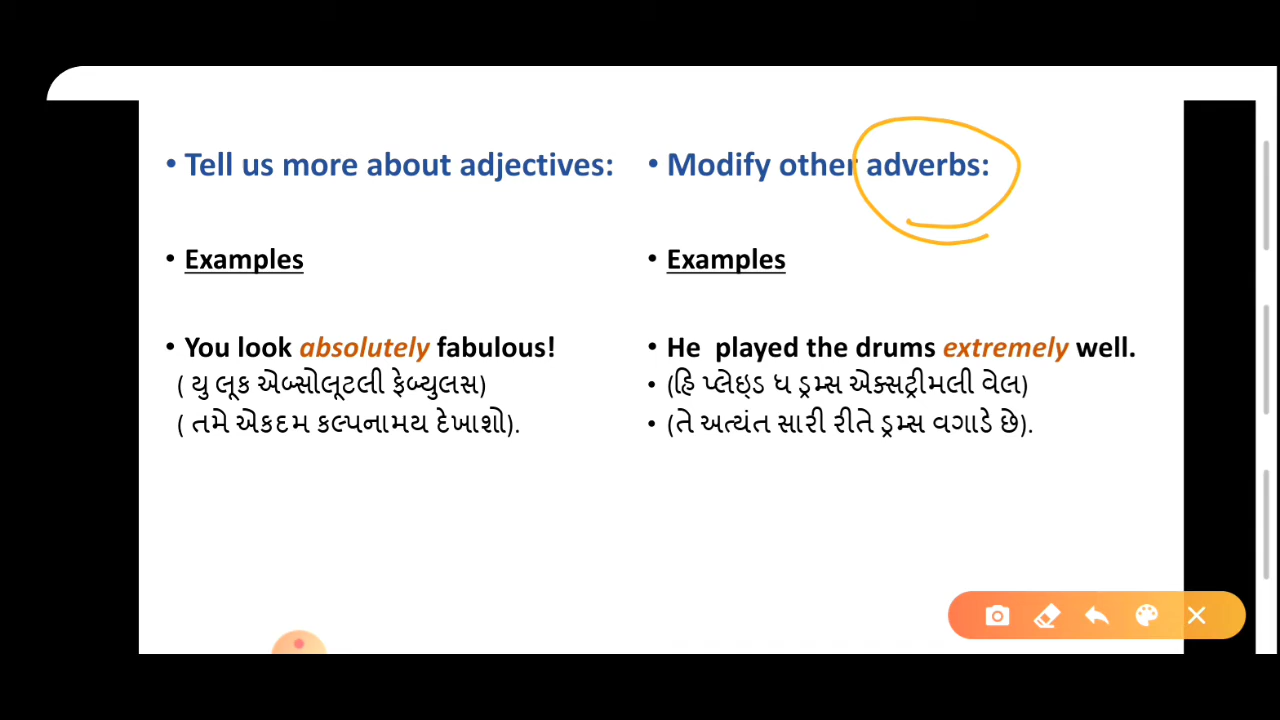 • Tell us more about adjectives:
• Examples
• You look absolutely fabulous!
( યુ લૂક એબ્સોલૂટલી ફેબ્યુલસ)
( તમે એકદમ કલ્પનામય દેખાશો).
• Modify other adverbs:
• Examples
• He played the drums extremely well.
• (હિ પ્લેઇડ ધ ડ્રમ્સ એક્સટ્રીમલી વેલ)
• (તે અત્યંત સારી રીતે ડ્રમ્સ વગાડે છે).